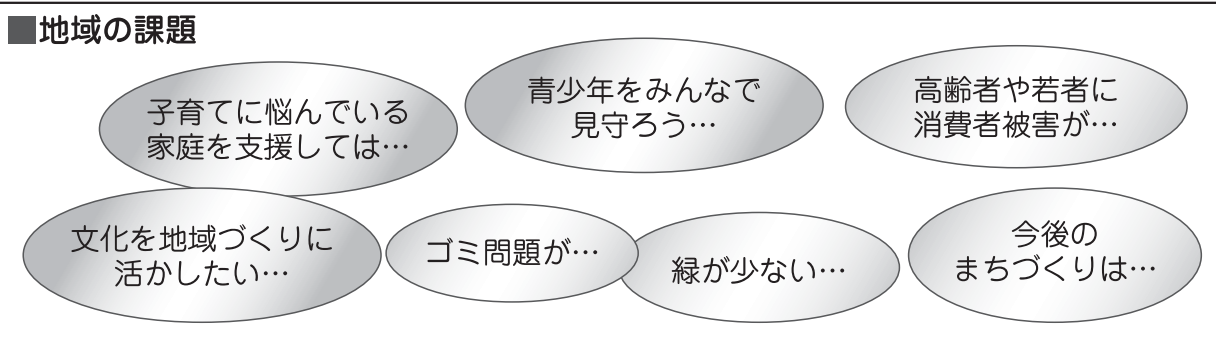 ■地域の課題
子育てに悩んでいる
家庭を支援しては…
青少年をみんなで
見守ろう…
高齢者や若者に
消費者被害が…
文化を地域づくりに
活かしたい…
ゴミ問題が…
緑が少ない…
今後の
まちづくりは…